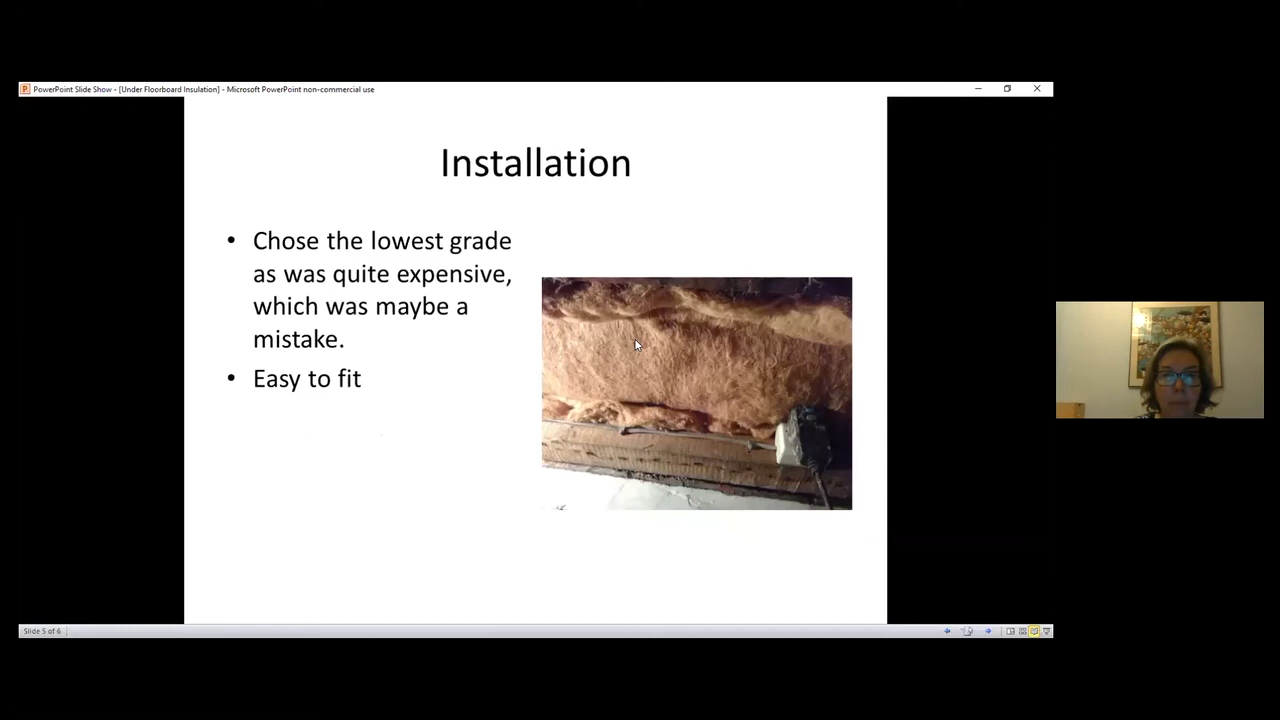 PowerPoint Slide Show - [Under Floorboard Insulation] - Microsoft PowerPoint non-commercial use
Installation
• Chose the lowest grade
as was quite expensive,
which was maybe a
mistake.
• Easy to fit
Slide 5 of 6